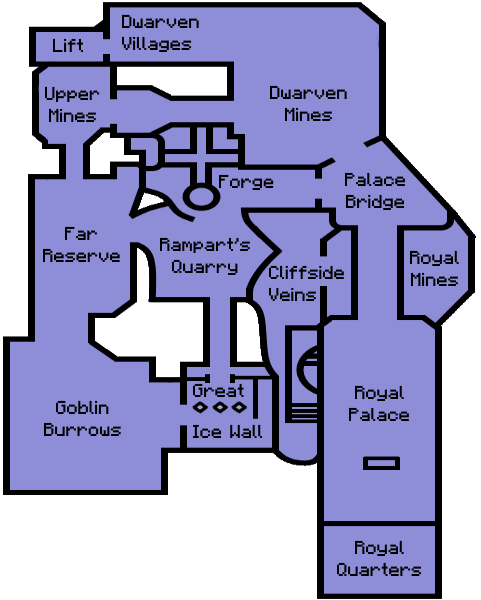 Dwarven
Villages
Lift
Upper
Mines
Dwarven
Mines
Forge
Palace
Bridge
Far
Reserve
Rampart's
Quarry
Cliffside
Veins
Royal
Mines
Great
Ice Wall
Goblin
Burrows
Royal
Palace
Royal
Quarters